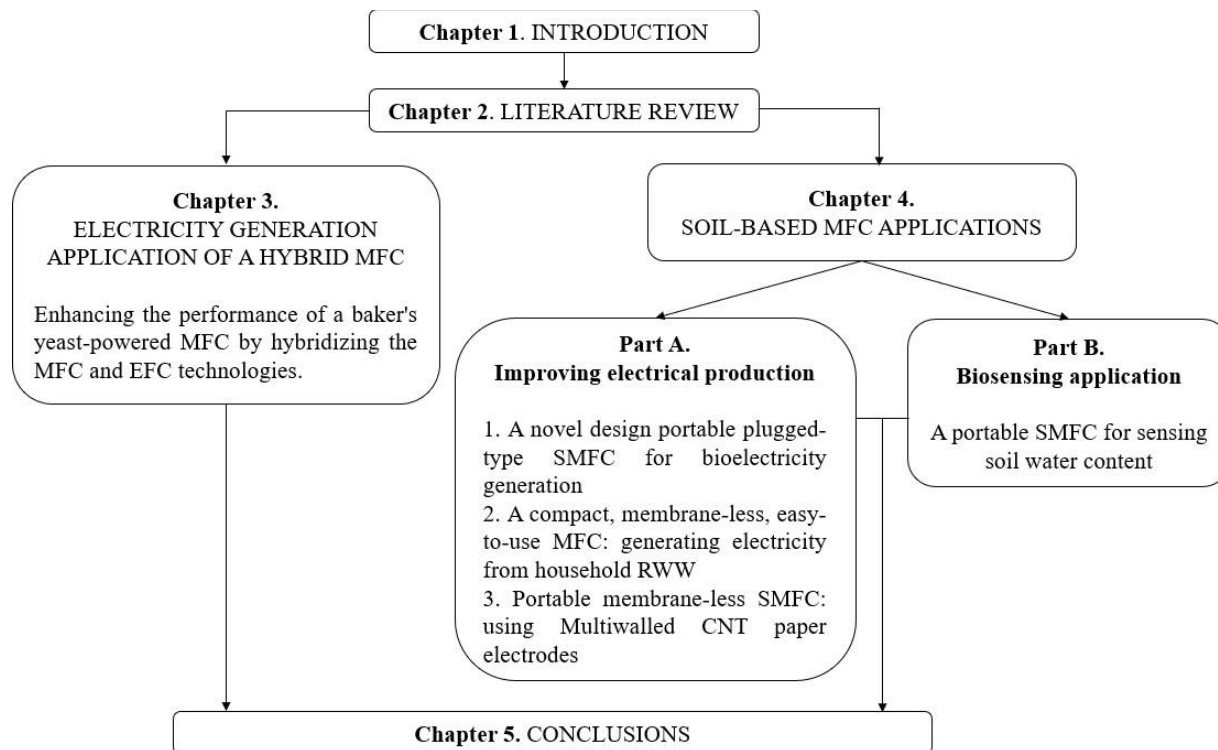 Chapter 1. INTRODUCTION
Chapter 2. LITERATURE REVIEW
Chapter 3.
ELECTRICITY GENERATION
APPLICATION OF A HYBRID MFC
Enhancing the performance of a baker's
yeast-powered MFC by hybridizing the
MFC and EFC technologies.
Chapter 4.
SOIL-BASED MFC APPLICATIONS
Part A.
Improving electrical production
1. A novel design portable plugged-
type SMFC for bioelectricity
generation
2. A compact, membrane-less, easy-
to-use MFC: generating electricity
from household RWW
3. Portable membrane-less SMFC:
using Multiwalled CNT paper
electrodes
Part B.
Biosensing application
A portable SMFC for sensing
soil water content
Chapter 5. CONCLUSIONS